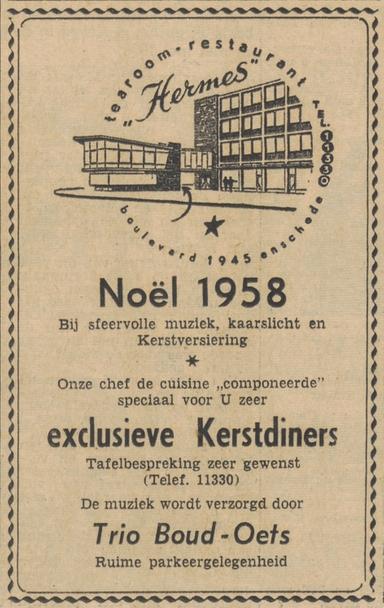 tearoom-restaurant
„Hermes”
TEL. 11330
boulevard 1945 enschede
Noël 1958
Bij sfeervolle muziek, kaarslicht en
Kerstversiering
*
Onze chef de cuisine „componeerde”
speciaal voor U zeer
exclusieve Kerstdiners
Tafelbespreking zeer gewenst
(Telef. 11330)
De muziek wordt verzorgd door
Trio Boud-Oets
Ruime parkeergelegenheid